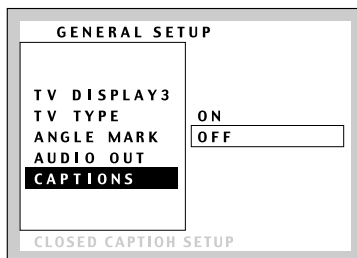 GENERAL SETUP
TV DISPLAY3
TV TYPE ON
ANGLE MARK OFF
AUDIO OUT
CAPTIONS
CLOSED CAPTIOH SETUP